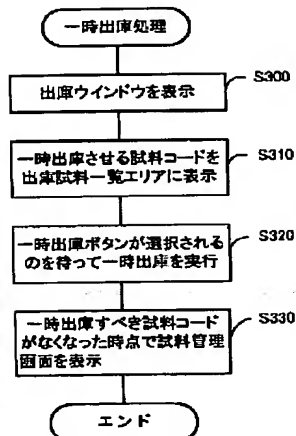 一時出庫処理
出庫ウインドウを表示
S300
一時出庫させる試料コードを
出庫試料一覧エリアに表示
S310
一時出庫ボタンが選択される
のを待って一時出庫を実行
S320
一時出庫すべき試料コード
がなくなった時点で試料管理
画面を表示
S330
エンド